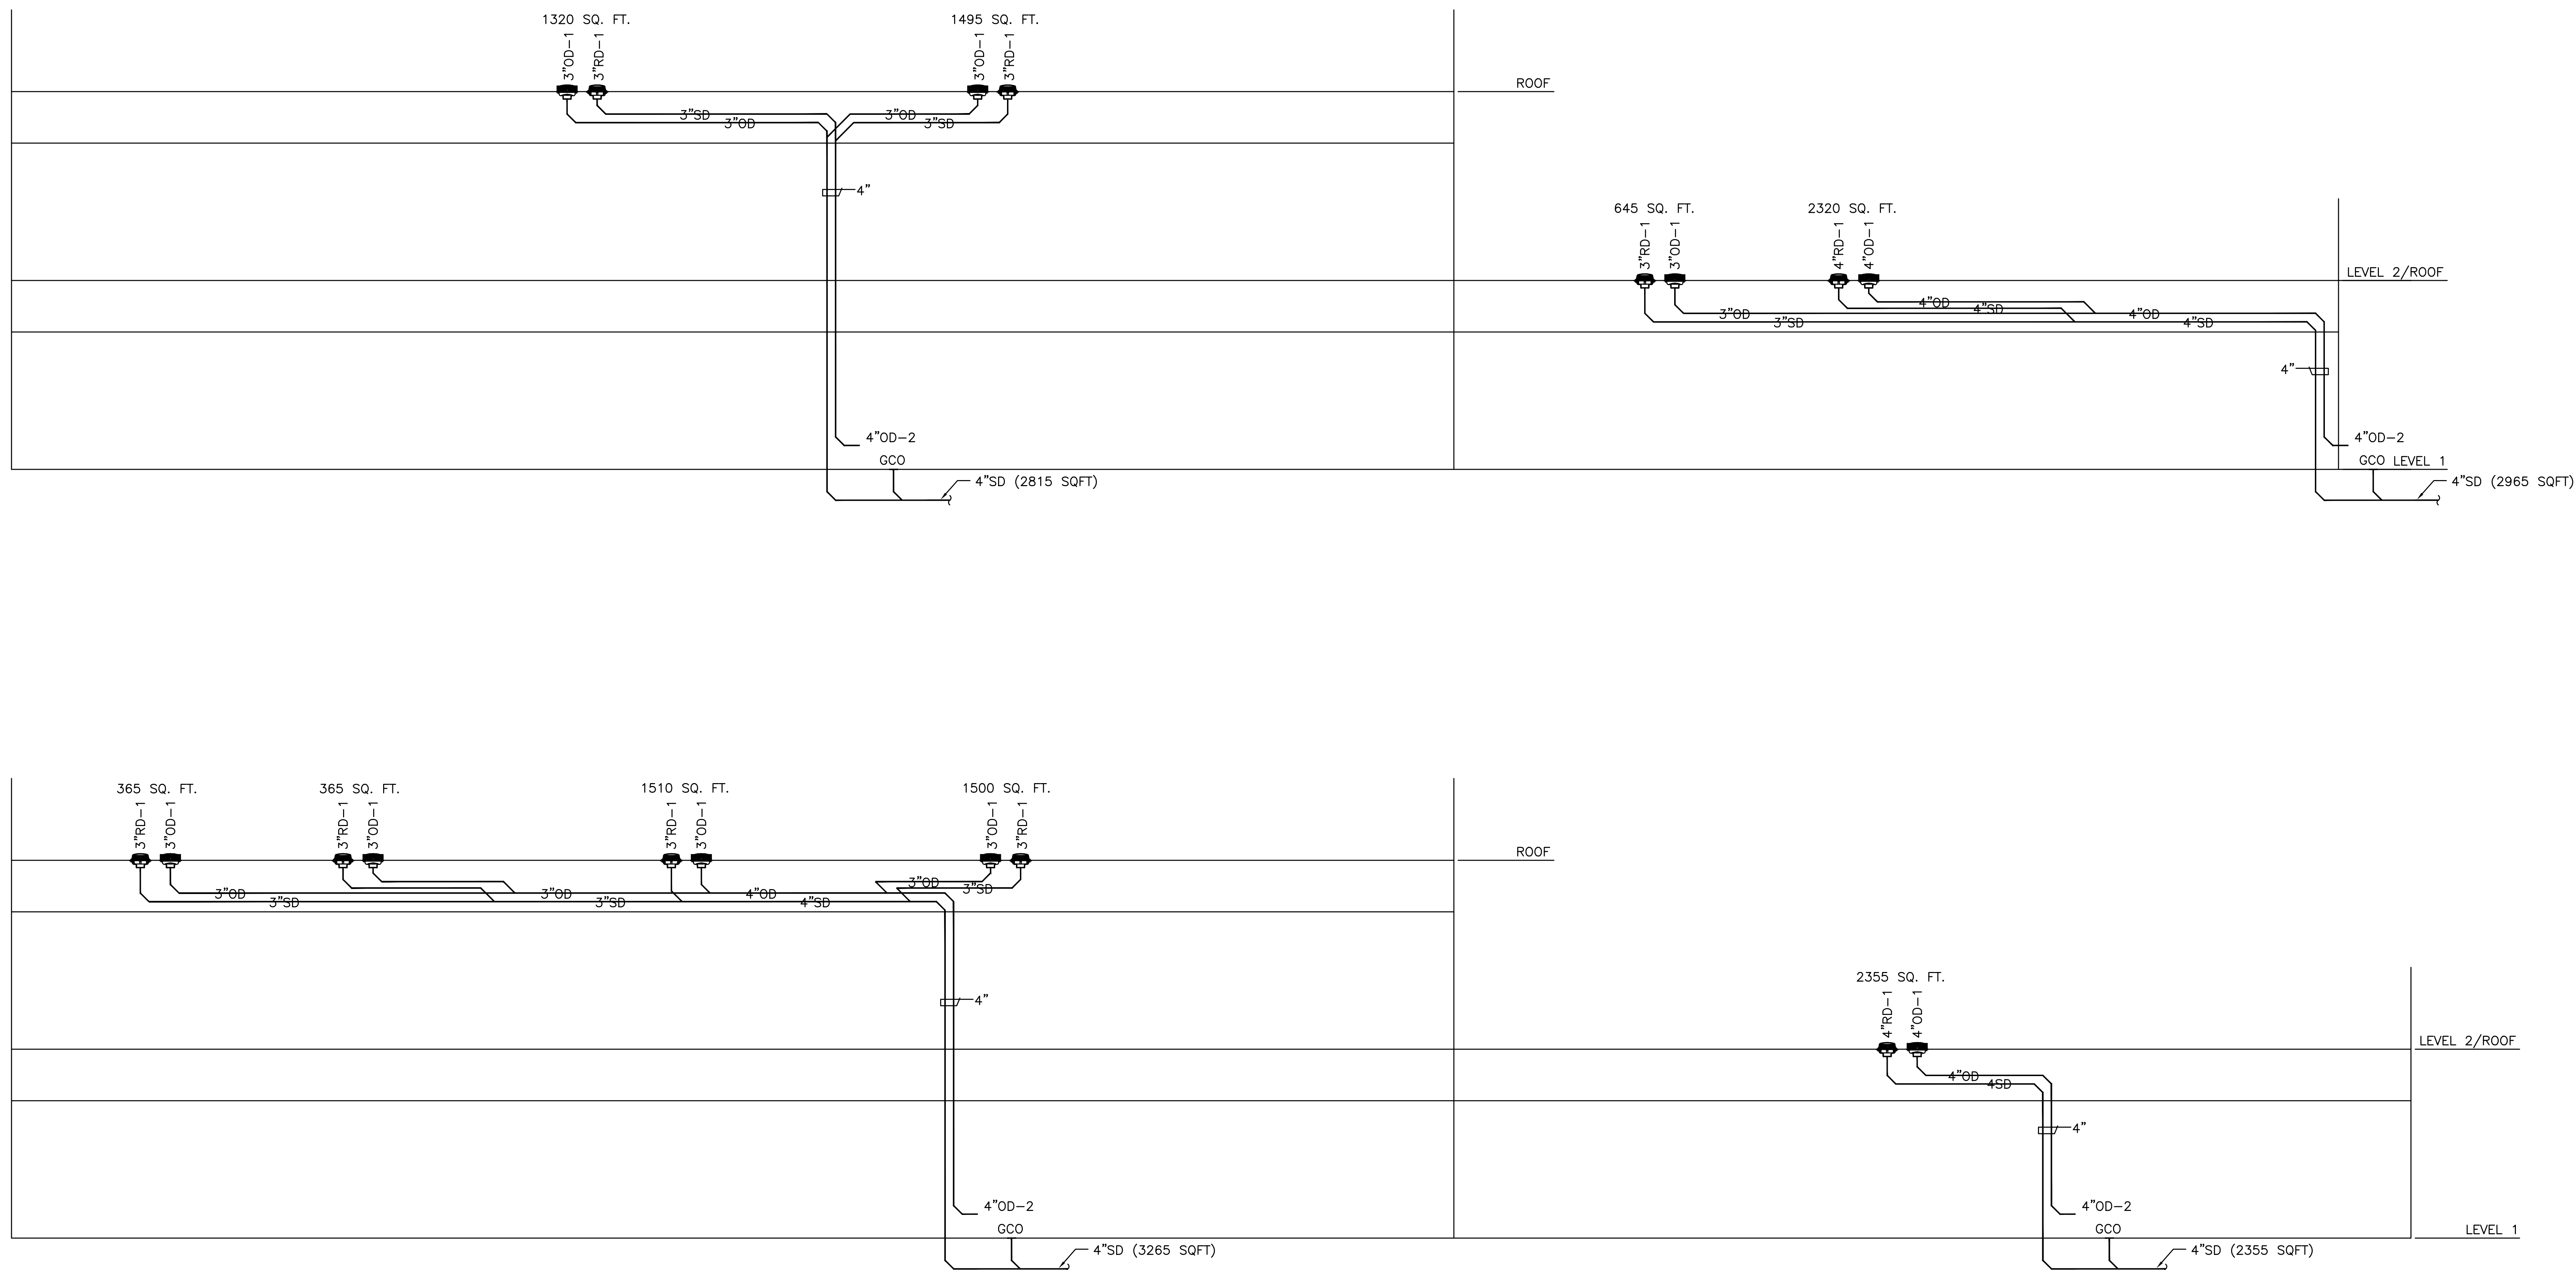 1320 SQ. FT.
1495 SQ. FT.
3"OD-1
3"RD-1
3"OD-1
3"RD-1
ROOF
3"SD
3"OD
3"OD
3"SD
4"
645 SQ. FT.
2320 SQ. FT.
3"RD-1
3"OD-1
4"RD-1
4"OD-1
LEVEL 2/ROOF
3"OD
3"SD
4"OD
4"SD
4"OD
4"SD
4"
4"OD-2
GCO
4"SD (2815 SQFT)
4"OD-2
GCO
LEVEL 1
4"SD (2965 SQFT)
365 SQ. FT.
365 SQ. FT.
1510 SQ. FT.
1500 SQ. FT.
3"RD-1
3"OD-1
3"RD-1
3"OD-1
3"RD-1
3"OD-1
3"OD-1
3"RD-1
ROOF
3"OD
3"SD
3"OD
3"SD
4"OD
4"SD
3"OD
3"SD
4"
2355 SQ. FT.
4"RD-1
4"OD-1
LEVEL 2/ROOF
4"OD
4SD
4"
4"OD-2
GCO
4"SD (3265 SQFT)
4"OD-2
GCO
LEVEL 1
4"SD (2355 SQFT)